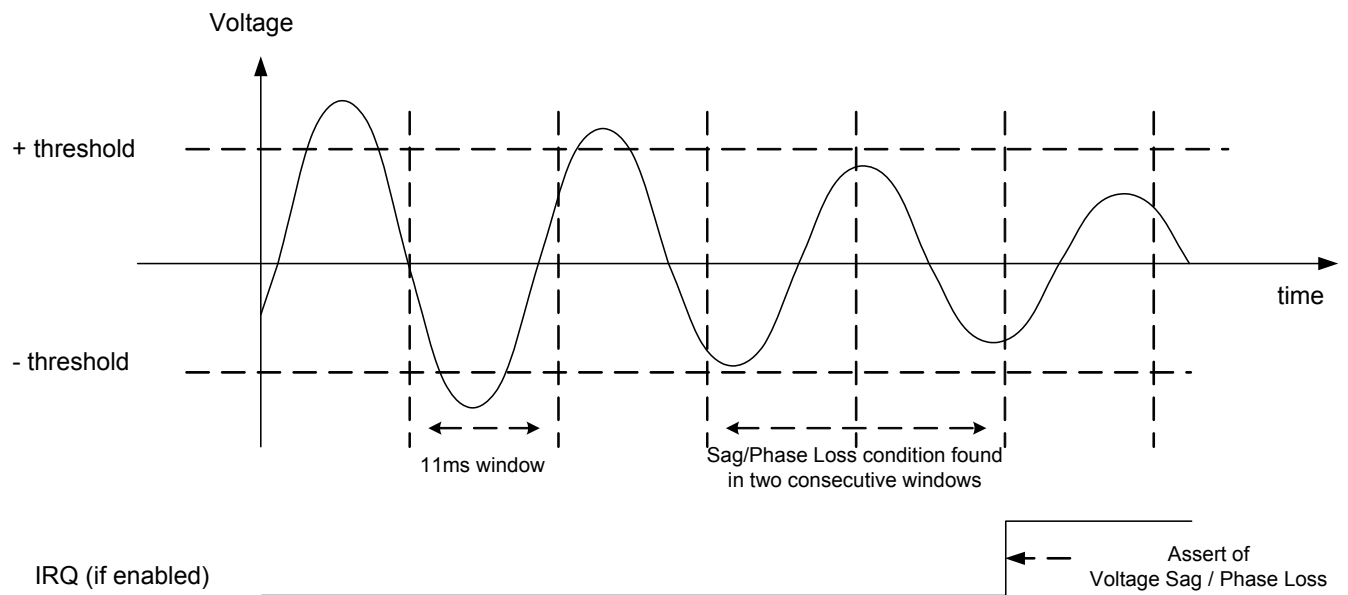 Voltage
+ threshold
time
- threshold
11ms window
Sag/Phase Loss condition found
in two consecutive windows
IRQ (if enabled)
Assert of
Voltage Sag / Phase Loss